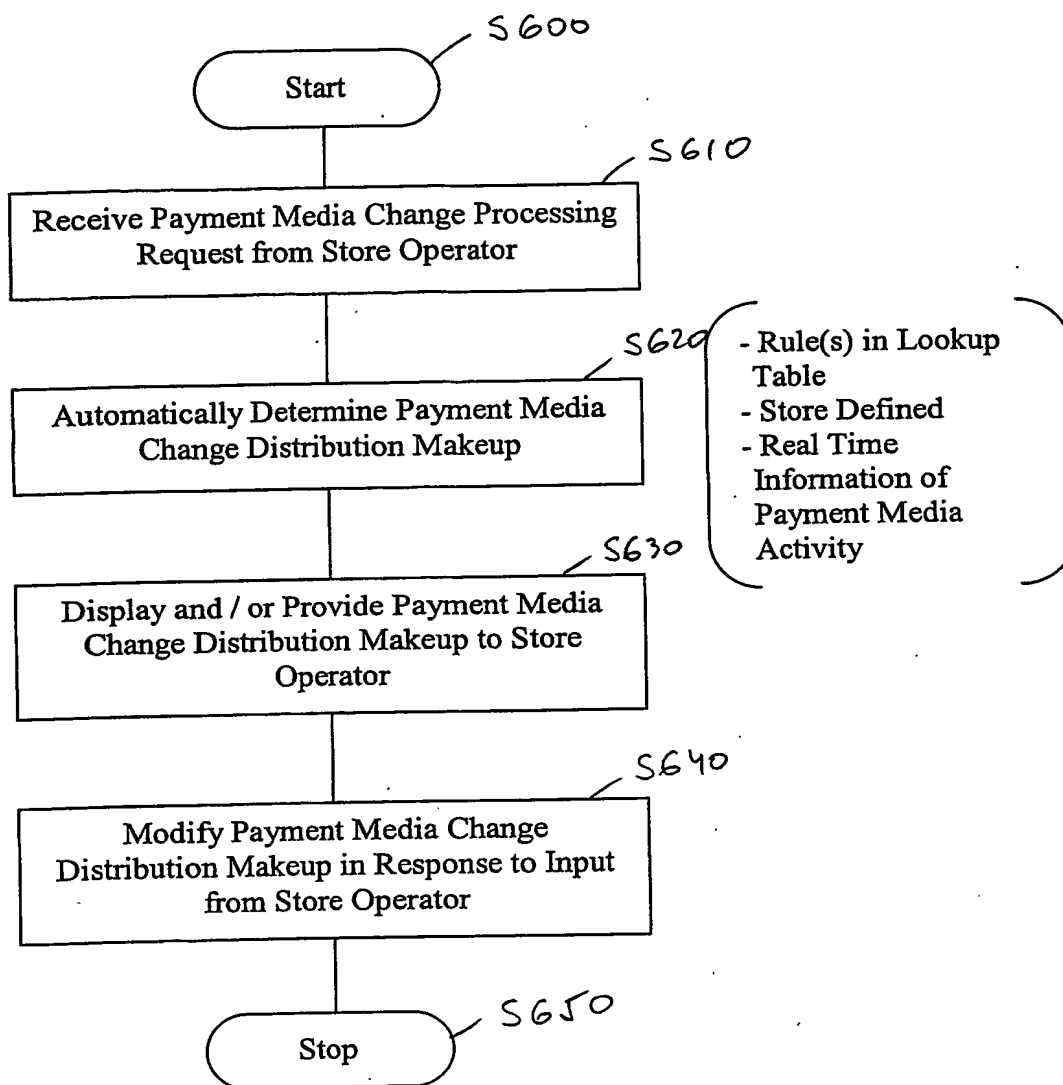 S600
Start
S610
Receive Payment Media Change Processing
Request from Store Operator
S620
Automatically Determine Payment Media
Change Distribution Makeup
- Rule(s) in Lookup
Table
- Store Defined
- Real Time
Information of
Payment Media
Activity
S630
Display and / or Provide Payment Media
Change Distribution Makeup to Store
Operator
S640
Modify Payment Media Change
Distribution Makeup in Response to Input
from Store Operator
S650
Stop